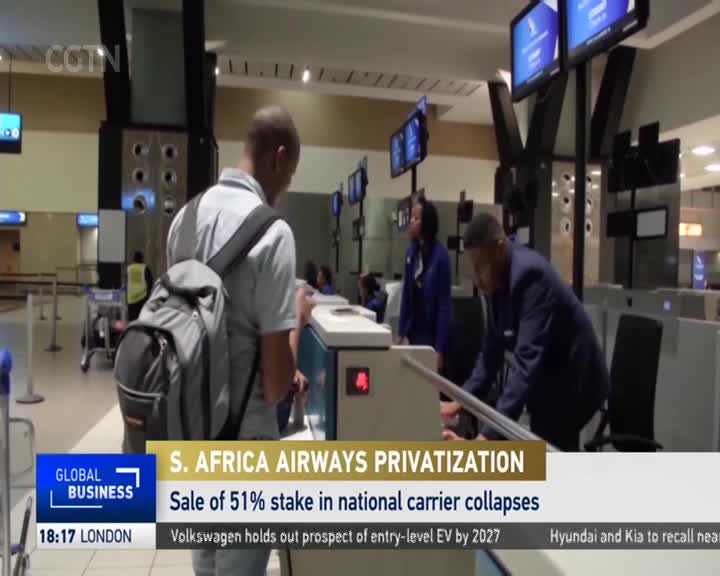 CGTN
4
S. AFRICA AIRWAYS PRIVATIZATION
GLOBAL
BUSINESS
Sale of 51% stake in national carrier collapses
18:17 LONDON
Volkswagen holds out prospect of entry-level EV by 2027
Hyundai and Kia to recall nea